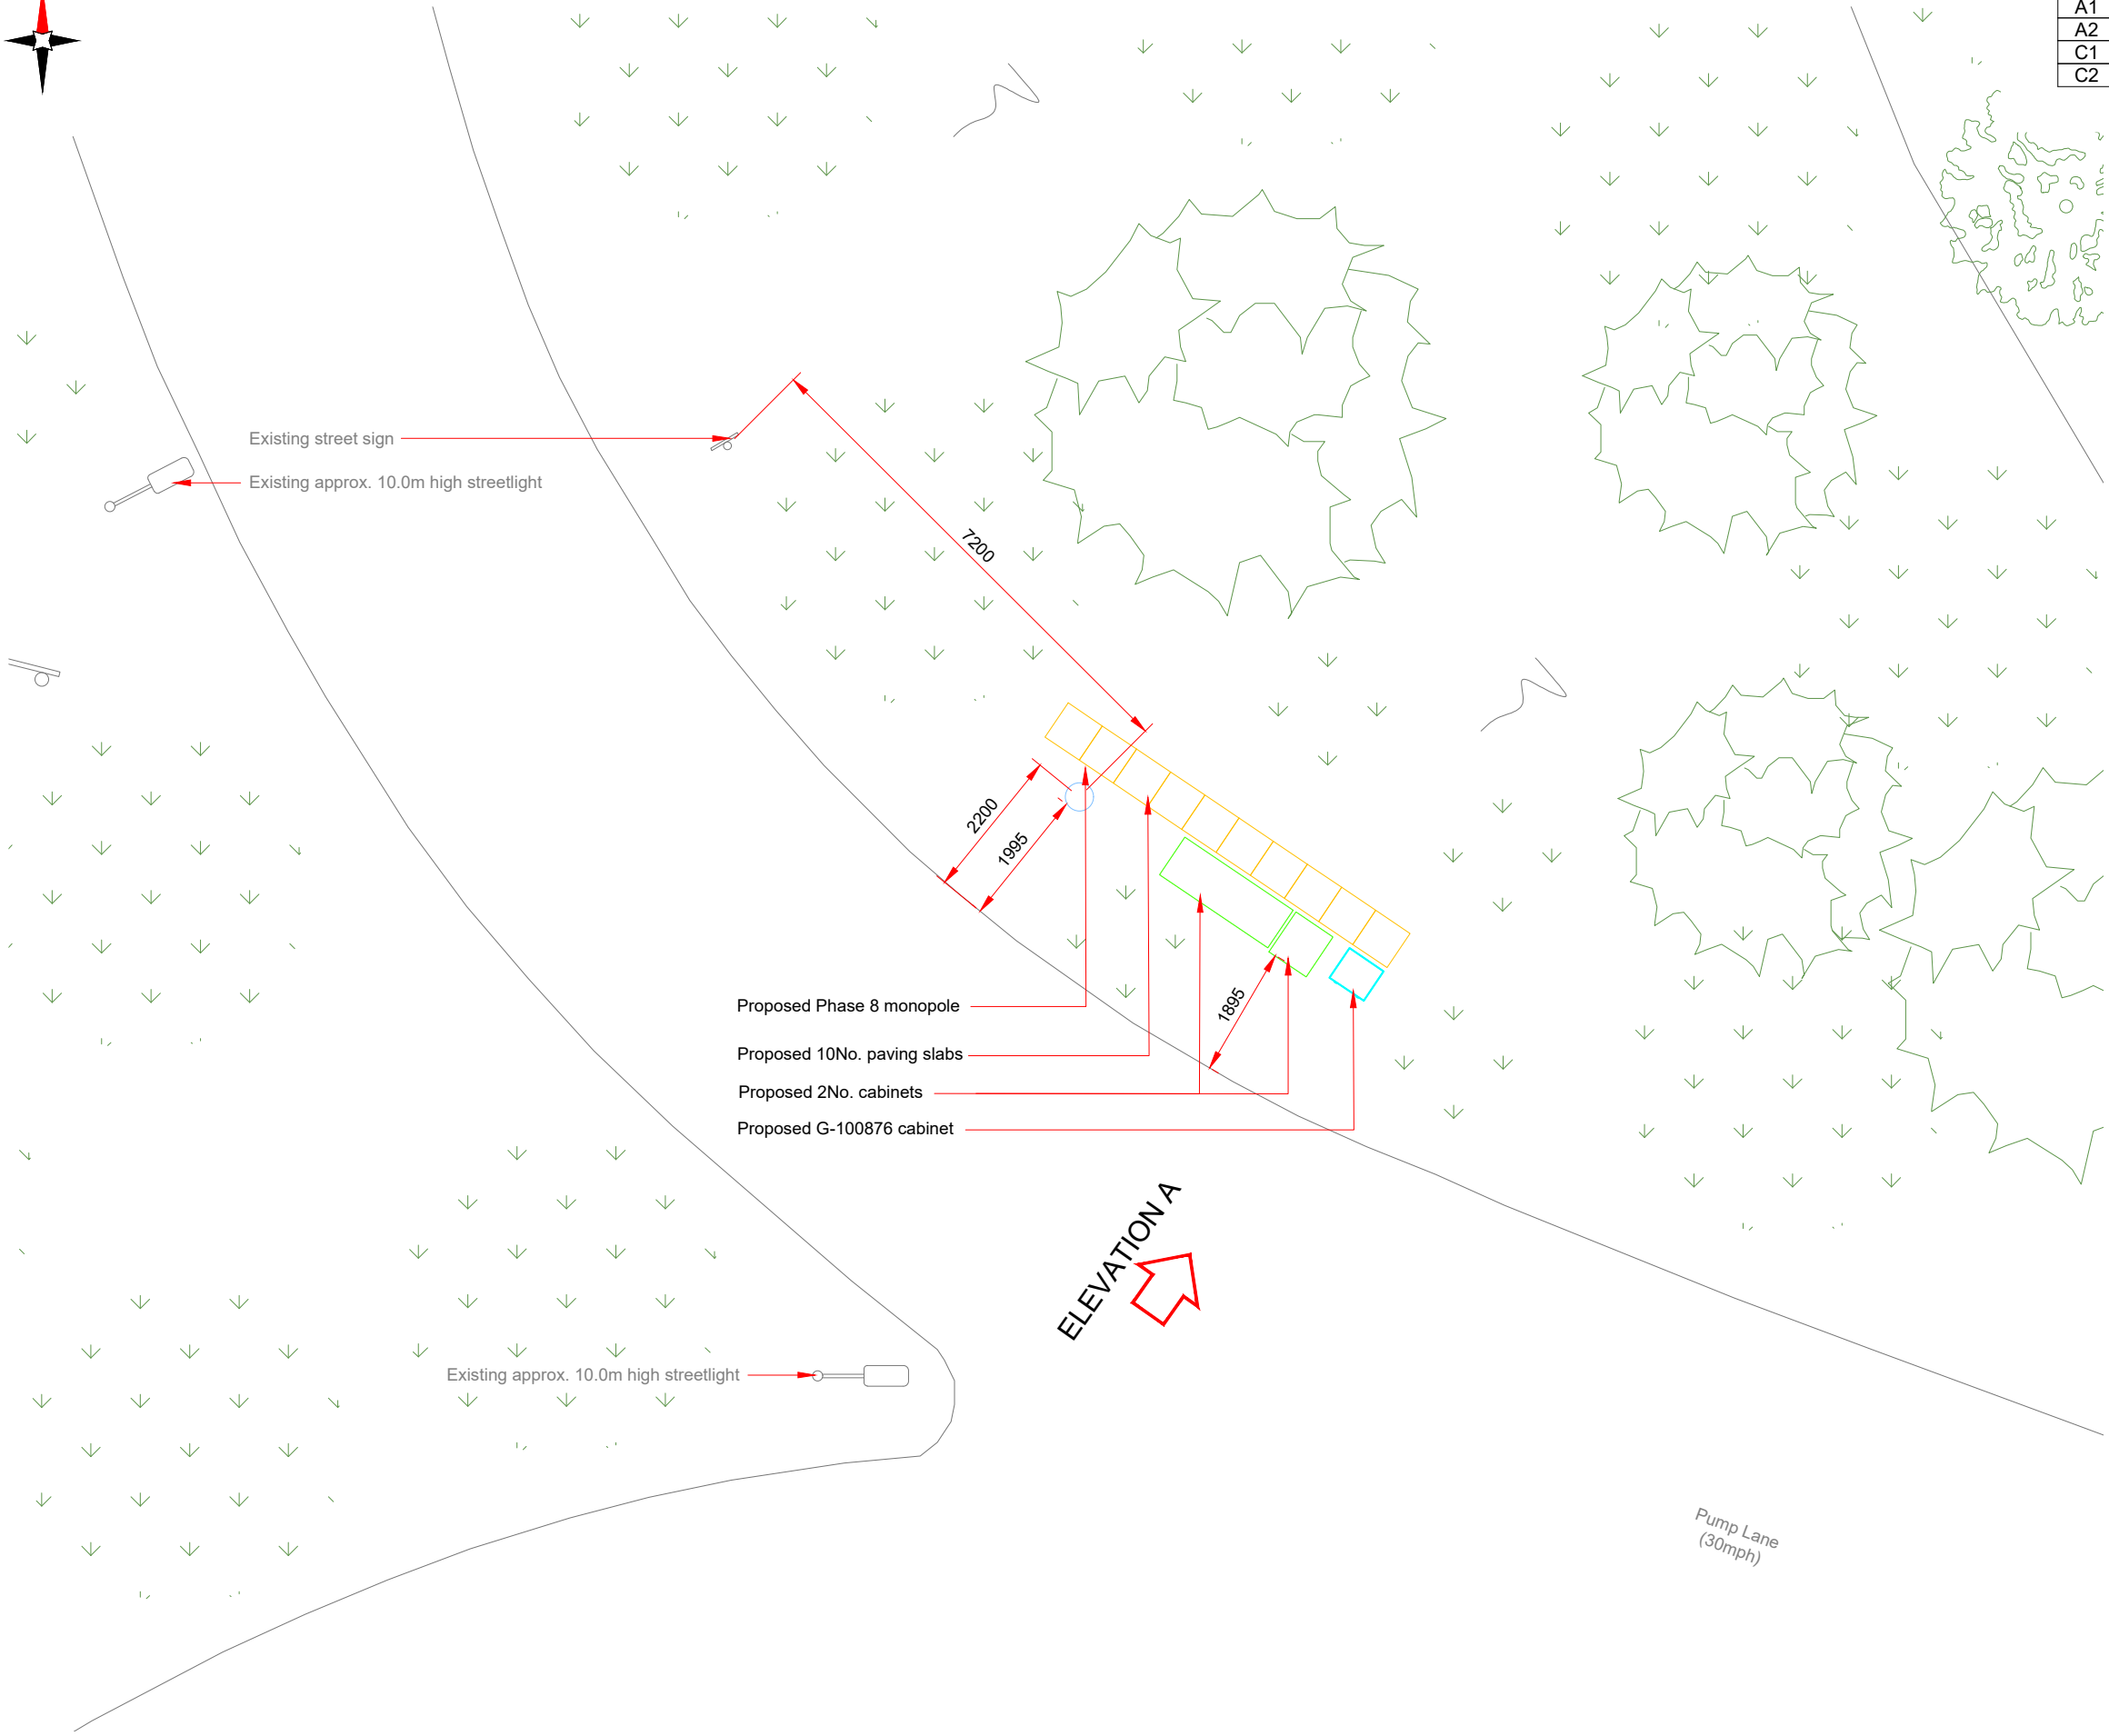 A1
A2
C1
C2
Existing street sign
Existing approx. 10.0m high streetlight
7200
2200
1995
1895
Proposed Phase 8 monopole
Proposed 10No. paving slabs
Proposed 2No. cabinets
Proposed G-100876 cabinet
ELEVATION A
Existing approx. 10.0m high streetlight
Pump Lane
(30mph)